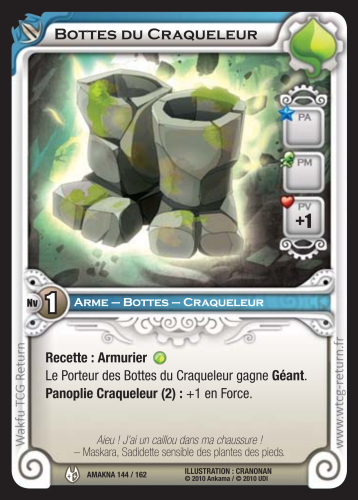 Bottes du Craqueleur
PA
PM
PV
+1
Nv 1
Arme – Bottes – Craqueleur
Recette : Armurier
Le Porteur des Bottes du Craqueleur gagne Géant.
Panoplie Craqueleur (2) : +1 en Force.
Aïeu ! J'ai un caillou dans ma chaussure !
– Maskara, Sadidette sensible des plantes des pieds.
Wakfu TCG Return
www.wtcg-return.fr
AMAKNA 144 / 162
ILLUSTRATION : CRANONAN
© 2010 Ankama / © 2010 UDI